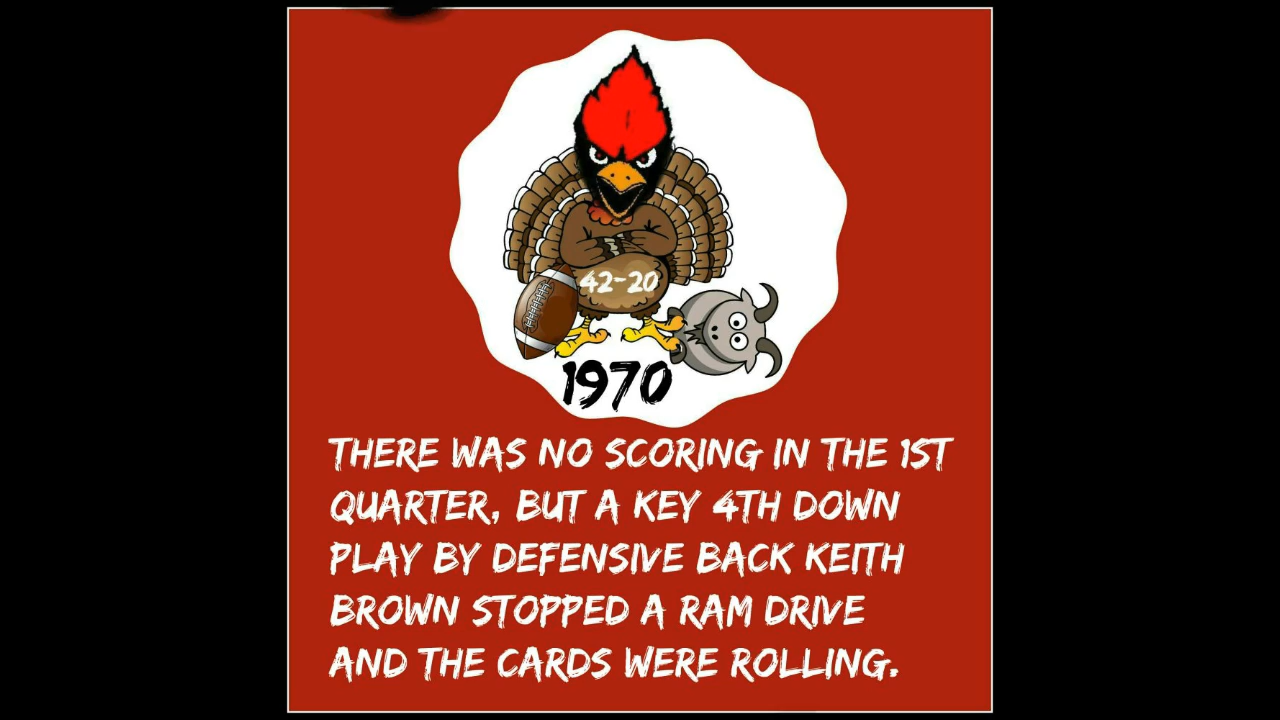 42-20
1970
THERE WAS NO SCORING IN THE 1ST
QUARTER, BUT A KEY 4TH DOWN
PLAY BY DEFENSIVE BACK KEITH
BROWN STOPPED A RAM DRIVE
AND THE CARDS WERE ROLLING.